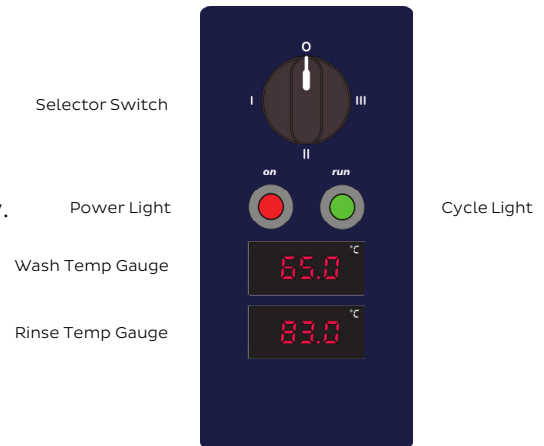 O
Selector Switch
I
III
II
on
run
y.
Power Light
Cycle Light
°C
Wash Temp Gauge
65.0
°C
Rinse Temp Gauge
83.0